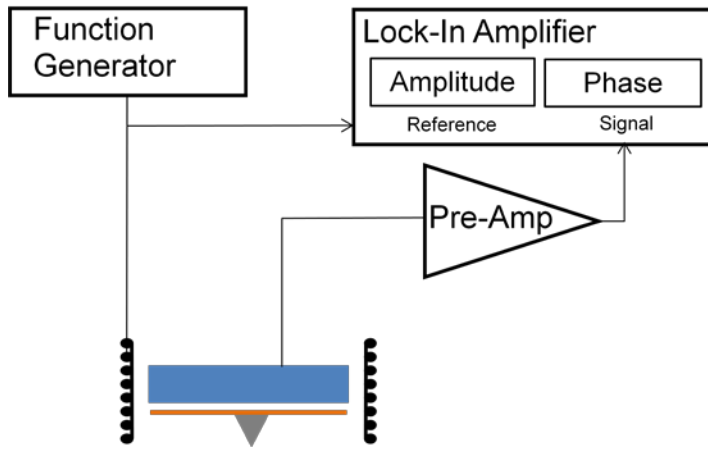 Function
Generator
Lock-In Amplifier
Amplitude
Phase
Reference
Signal
Pre-Amp